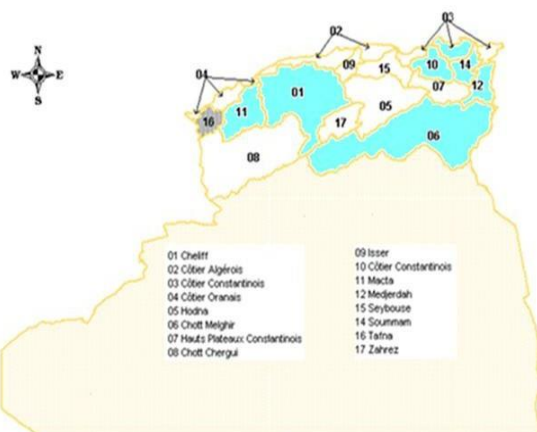 N
W E
S
02
03
04
09
15
10
14
01
07
12
11
05
16
17
06
08
01 Cheliff
02 Côtier Algérois
03 Côtier Constantinois
04 Côtier Oranais
05 Hodna
06 Chott Melghir
07 Hauts Plateaux Constantinois
08 Chott Chergui
09 Isser
10 Côtier Constantinois
11 Macta
12 Medjerdah
15 Seybouse
14 Soummam
16 Tafna
17 Zahrez